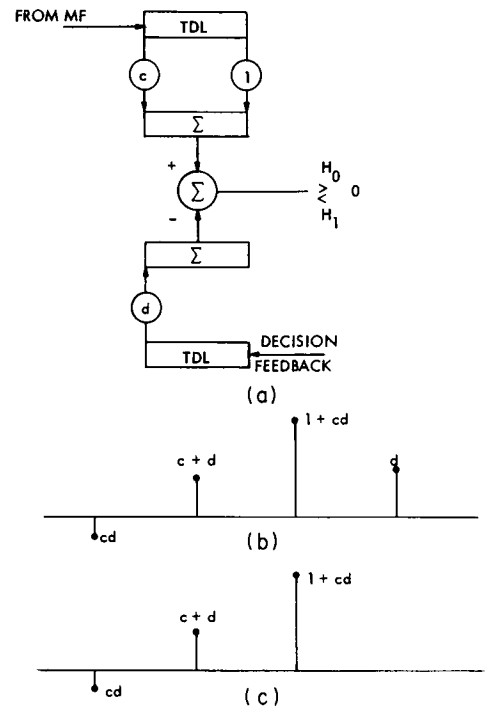 FROM MF
TDL
c 1
Σ
+
Σ
H0
≷ 0
H1
−
Σ
d
TDL
DECISION
FEEDBACK
(a)
1 + cd
c + d
d
cd
(b)
1 + cd
c + d
cd
(c)